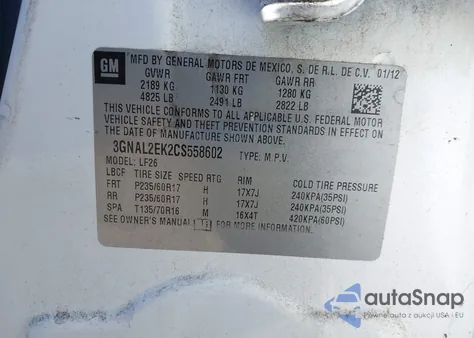 GM
MFD BY GENERAL MOTORS DE MEXICO, S. DE R.L. DE C.V. 01/12
GVWR GAWR FRT GAWR RR
2189 KG 1130 KG 1280 KG
4825 LB 2491 LB 2822 LB
THIS VEHICLE CONFORMS TO ALL APPLICABLE U.S. FEDERAL MOTOR
VEHICLE SAFETY AND THEFT PREVENTION STANDARDS IN EFFECT ON THE
DATE OF MANUFACTURE SHOWN ABOVE.
3GNAL2EK2CS558602 TYPE: M.P.V.
MODEL: LF26
LBCF TIRE SIZE SPEED RTG RIM COLD TIRE PRESSURE
FRT P235/60R17 H 17X7J 240KPA(35PSI)
RR P235/60R17 H 17X7J 240KPA(35PSI)
SPA T135/70R16 M 16X4T 420KPA(60PSI)
SEE OWNER'S MANUAL FOR MORE INFORMATION.
autoSnap
Auta z aukcji USA i EU